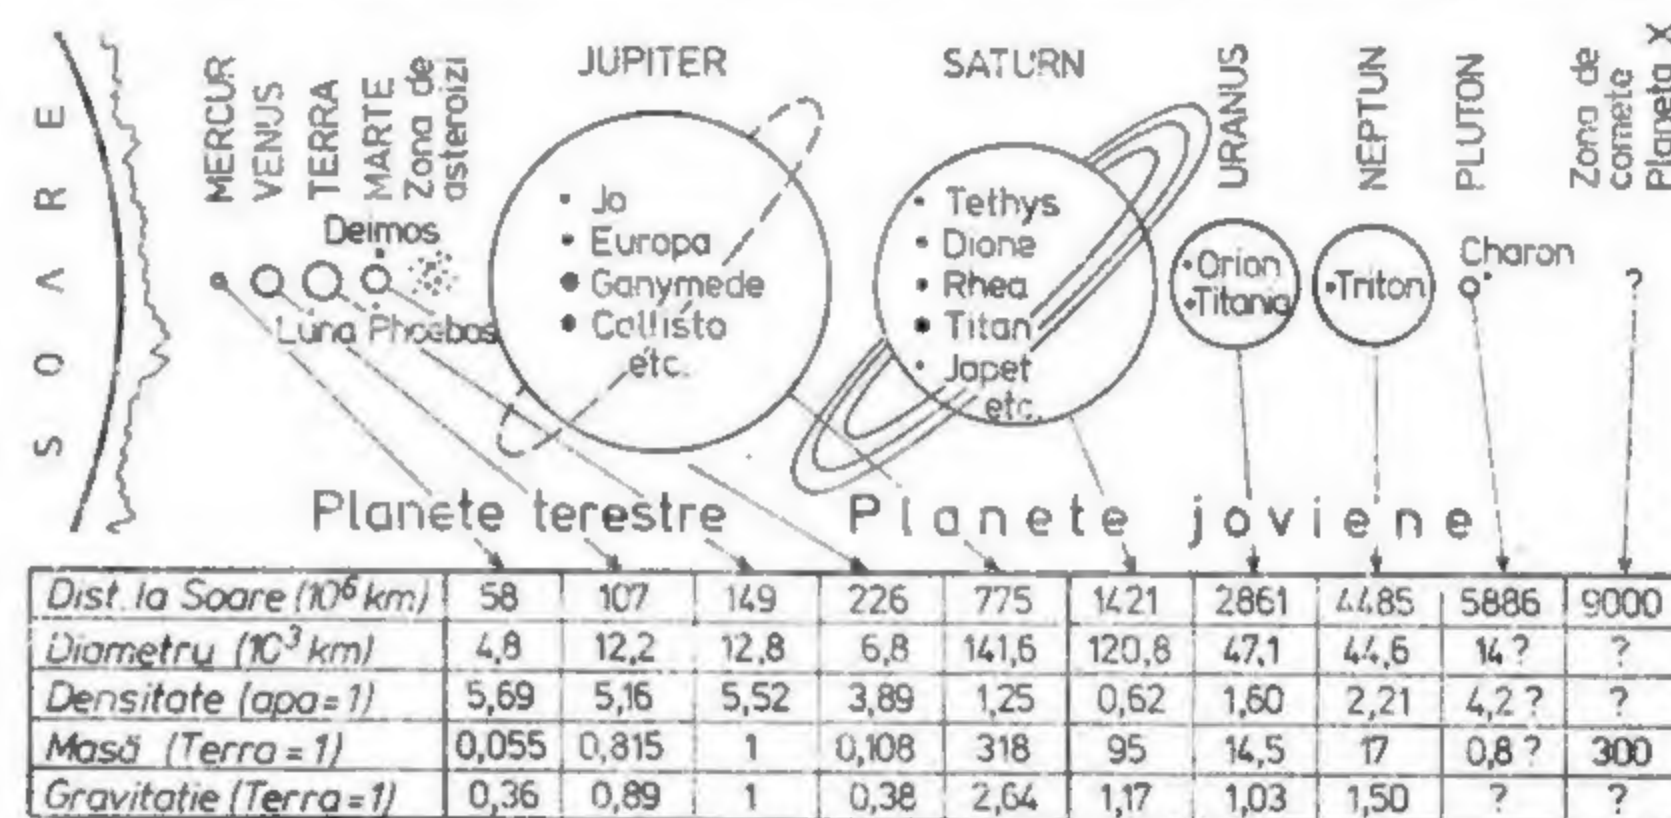 SOARE
MERCUR
VENUS
TERRA
MARTE
Zona de
asteroizi
JUPITER
SATURN
URANUS
NEPTUN
PLUTON
Zona de
comete
Planeta X
Deimos
Luna Phoebos
Jo
Europa
Ganymede
Callisto
etc.
Tethys
Dione
Rhea
Titan
Japet
etc.
Orion
Titania
Triton
Charon
?
Planete terestre
Planete joviene
Dist. la Soare (10⁶ km) 58 107 149 226 775 1421 2861 4485 5886 9000
Diametru (10³ km) 4,8 12,2 12,8 6,8 141,6 120,8 47,1 44,6 14? ?
Densitate (apa=1) 5,69 5,16 5,52 3,89 1,25 0,62 1,60 2,21 4,2? ?
Masă (Terra=1) 0,055 0,815 1 0,108 318 95 14,5 17 0,8? 300
Gravitatie (Terra=1) 0,36 0,89 1 0,38 2,64 1,17 1,03 1,50 ? ?